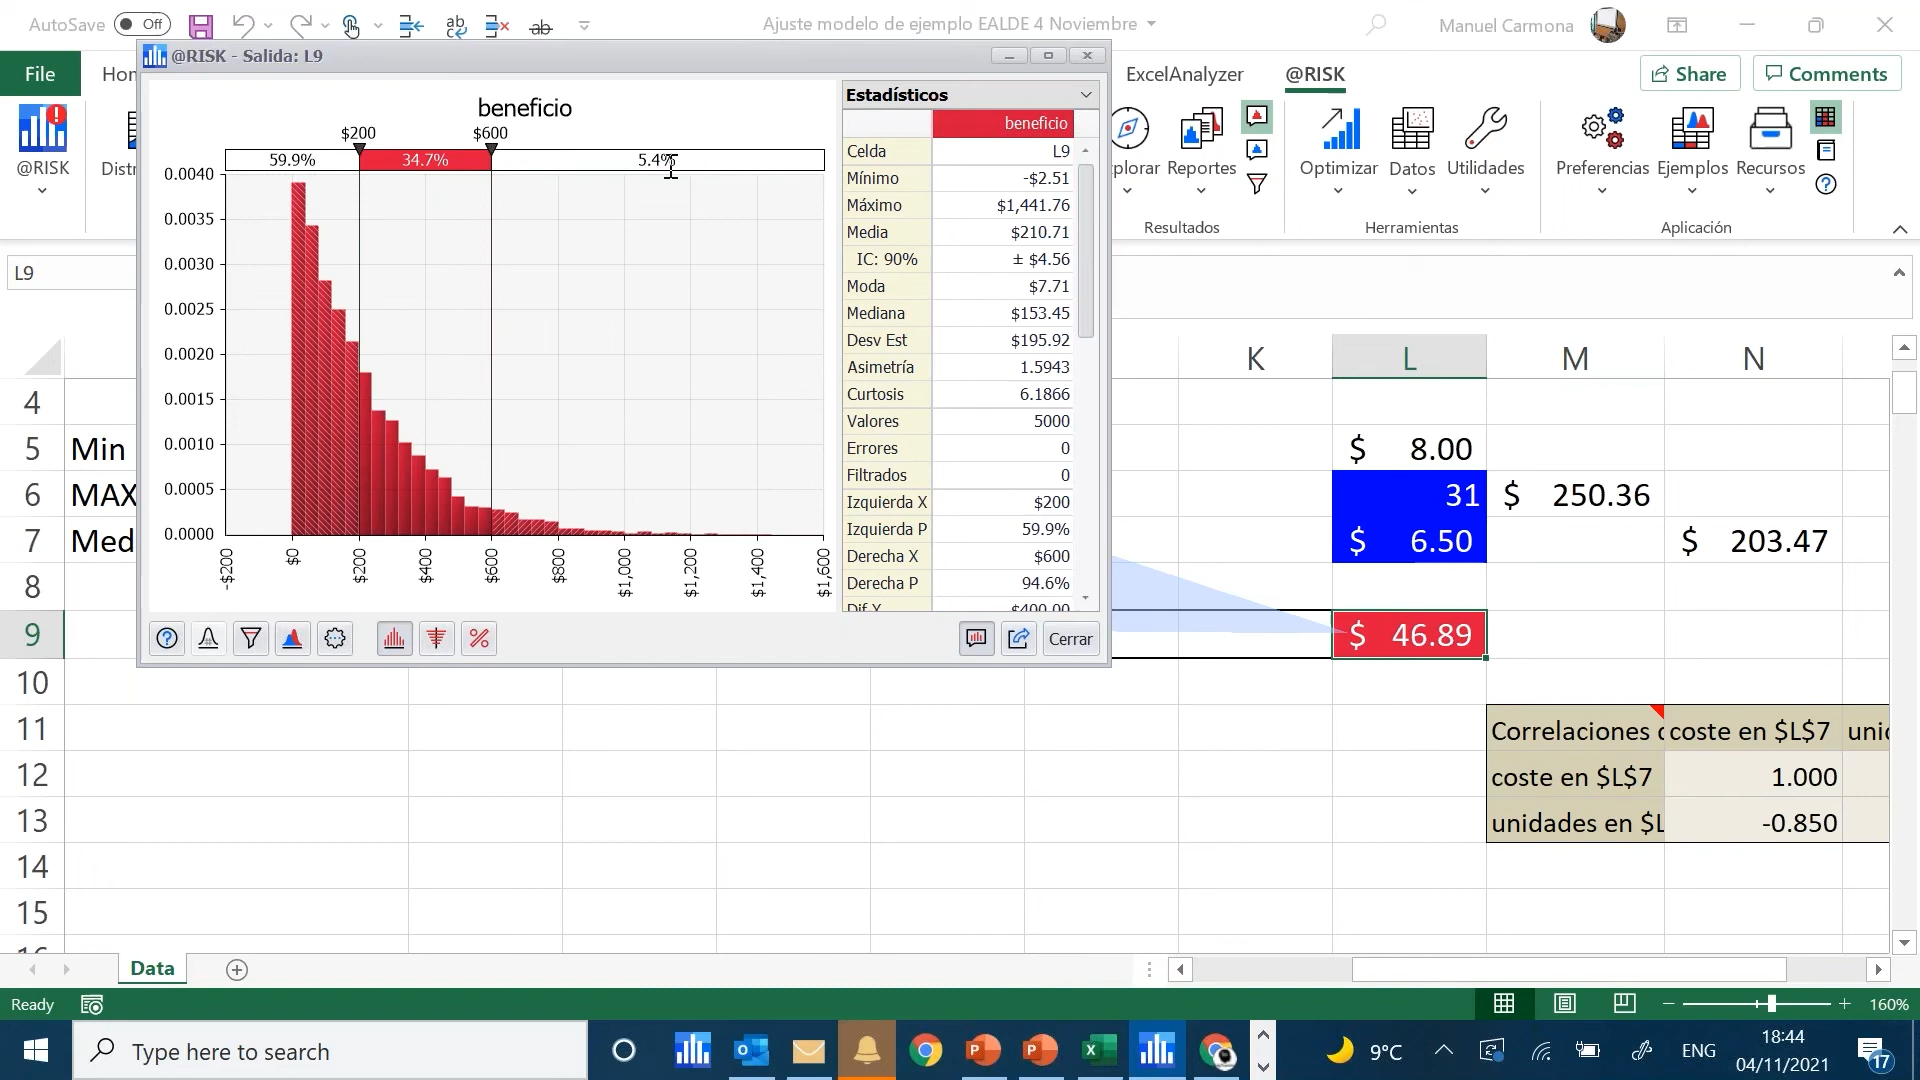 AutoSave Off
Ajuste modelo de ejemplo EALDE 4 Noviembre
Manuel Carmona
File
ExcelAnalyzer
@RISK
Share
Comments
@RISK
Reportes
Optimizar
Datos
Utilidades
Preferencias
Ejemplos
Recursos
Resultados
Herramientas
Aplicación
L9
@RISK - Salida: L9
beneficio
$200 $600
59.9% 34.7% 5.4%
0.0040
0.0035
0.0030
0.0025
0.0020
0.0015
0.0010
0.0005
0.0000
-$200 $0 $200 $400 $600 $800 $1,000 $1,200 $1,400 $1,600
Estadísticos
beneficio
Celda L9
Mínimo -$2.51
Máximo $1,441.76
Media $210.71
IC: 90% ± $4.56
Moda $7.71
Mediana $153.45
Desv Est $195.92
Asimetría 1.5943
Curtosis 6.1866
Valores 5000
Errores 0
Filtrados 0
Izquierda X $200
Izquierda P 59.9%
Derecha X $600
Derecha P 94.6%
Dif X $400.00
Cerrar
K L M N
4
5 Min $ 8.00
6 MAX 31 $ 250.36
7 Med $ 6.50 $ 203.47
8
9 $ 46.89
10
11 Correlaciones coste en $L$7
12 coste en $L$7 1.000
13 unidades en $L -0.850
14
15
16
Data
Ready
160%
Type here to search
9°C
ENG
18:44
04/11/2021
17